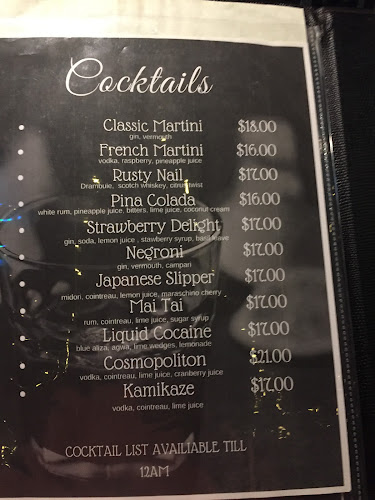 Cocktails
Classic Martini $18.00
gin, vermouth
French Martini $16.00
vodka, raspberry, pineapple juice
Rusty Nail $17.00
Drambuie, scotch whiskey, citrus twist
Pina Colada $16.00
white rum, pineapple juice, bitters, lime juice, coconut cream
Strawberry Delight $17.00
gin, soda, lemon juice , stawberry syrup, basil leave
Negroni $17.00
gin, vermouth, campari
Japanese Slipper $17.00
midori, cointreau, lemon juice, maraschino cherry
Mai Tai $17.00
rum, cointreau, lime juice, sugar syrup
Liquid Cocaine $17.00
blue aliza, agwa, lime wedges, lemonade
Cosmopoliton $21.00
vodka, cointreau, lime juice, cranberry juice
Kamikaze $17.00
vodka, cointreau, lime juice
COCKTAIL LIST AVAILIABLE TILL
12AM